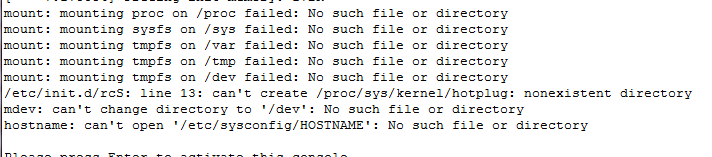 mount: mounting proc on /proc failed: No such file or directory
mount: mounting sysfs on /sys failed: No such file or directory
mount: mounting tmpfs on /var failed: No such file or directory
mount: mounting tmpfs on /tmp failed: No such file or directory
mount: mounting tmpfs on /dev failed: No such file or directory
/etc/init.d/rcS: line 13: can't create /proc/sys/kernel/hotplug: nonexistent directory
mdev: can't change directory to '/dev': No such file or directory
hostname: can't open '/etc/sysconfig/HOSTNAME': No such file or directory
Please press Enter to activate this console